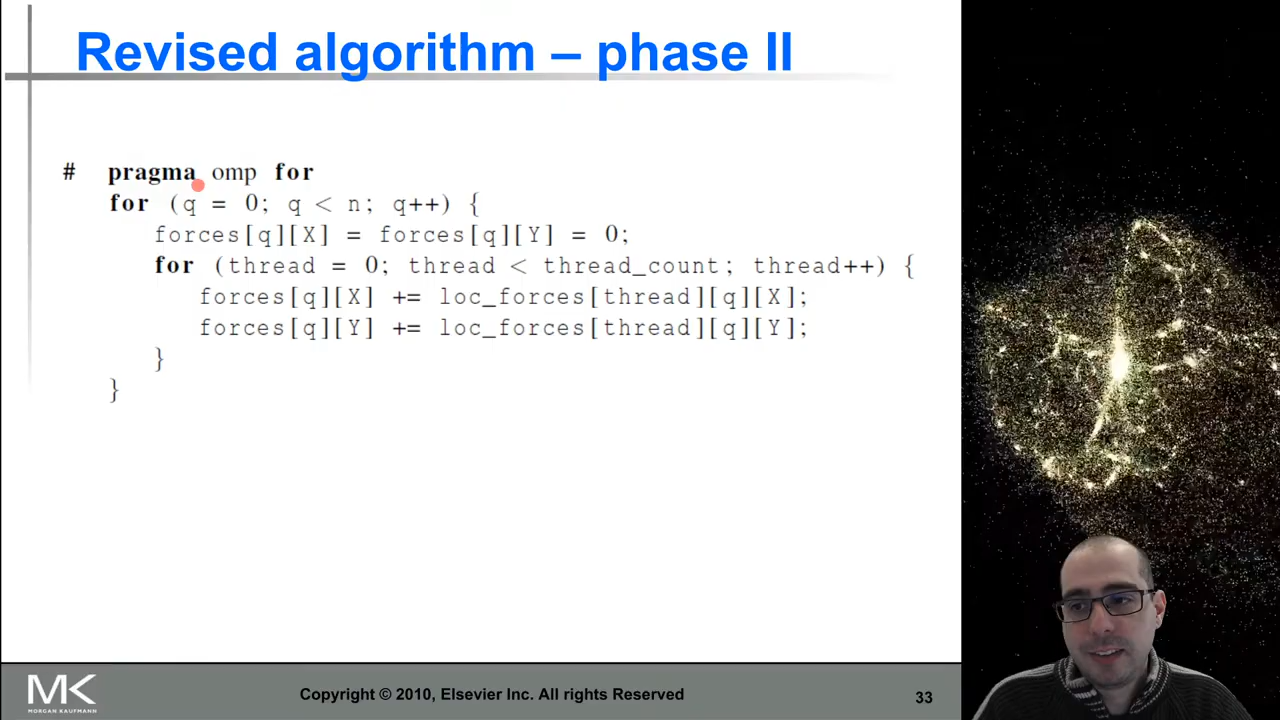 Revised algorithm – phase II
# pragma omp for
for (q = 0; q < n; q++) {
forces[q][X] = forces[q][Y] = 0;
for (thread = 0; thread < thread_count; thread++) {
forces[q][X] += loc_forces[thread][q][X];
forces[q][Y] += loc_forces[thread][q][Y];
}
}
MK
MORGAN KAUFMANN
Copyright © 2010, Elsevier Inc. All rights Reserved
33